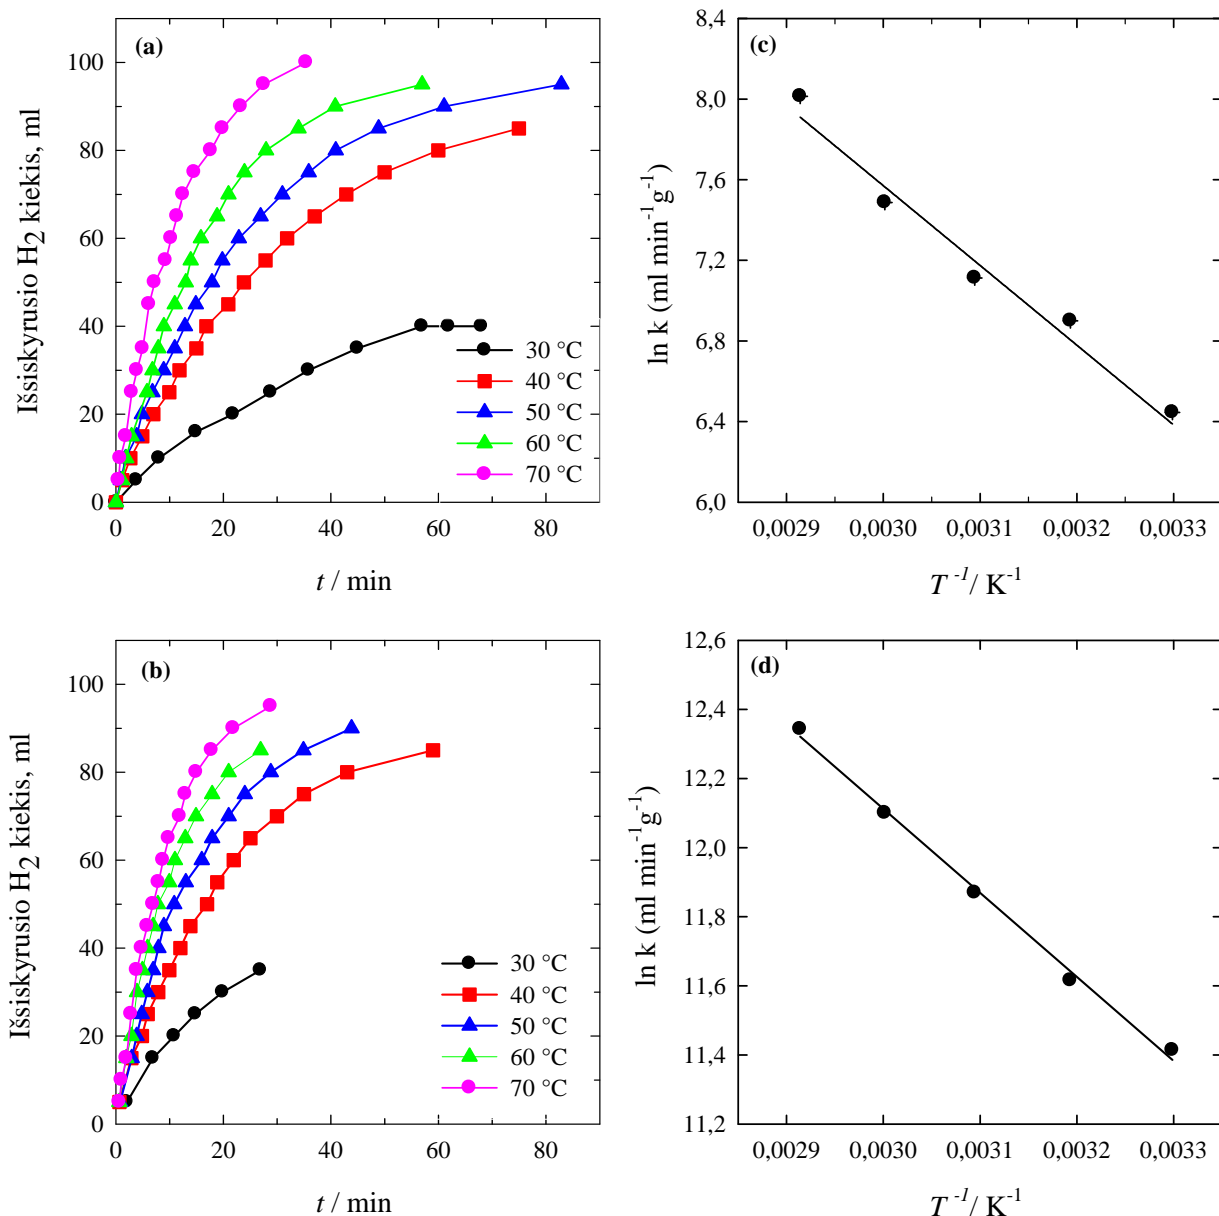 (a)
Išsiskyrusio H2 kiekis, ml
100
80
60
40
20
0
30 °C
40 °C
50 °C
60 °C
70 °C
0 20 40 60 80
t / min
(c)
ln k (ml min-1g-1)
8,4
8,0
7,6
7,2
6,8
6,4
6,0
0,0029 0,0030 0,0031 0,0032 0,0033
T -1/ K-1
(b)
Išsiskyrusio H2 kiekis, ml
100
80
60
40
20
0
30 °C
40 °C
50 °C
60 °C
70 °C
0 20 40 60 80
t / min
(d)
ln k (ml min-1g-1)
12,6
12,4
12,2
12,0
11,8
11,6
11,4
11,2
0,0029 0,0030 0,0031 0,0032 0,0033
T -1/ K-1